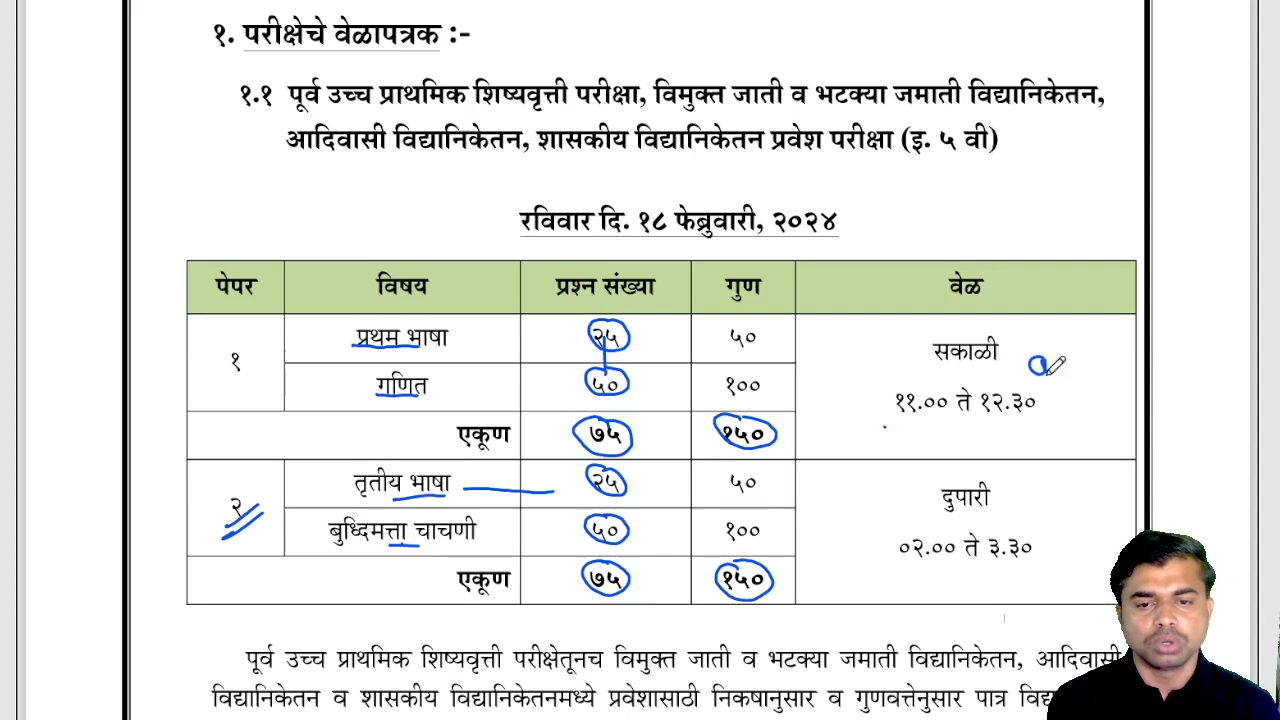 १. परीक्षेचे वेळापत्रक :-
१.१ पूर्व उच्च प्राथमिक शिष्यवृत्ती परीक्षा, विमुक्त जाती व भटक्या जमाती विद्यानिकेतन,
आदिवासी विद्यानिकेतन, शासकीय विद्यानिकेतन प्रवेश परीक्षा (इ. ५ वी)
रविवार दि. १८ फेब्रुवारी, २०२४
पेपर विषय प्रश्न संख्या गुण वेळ
१ प्रथम भाषा २५ ५० सकाळी
गणित ५० १०० ११.०० ते १२.३०
एकूण ७५ १५०
२ तृतीय भाषा २५ ५० दुपारी
बुध्दिमत्ता चाचणी ५० १०० ०२.०० ते ३.३०
एकूण ७५ १५०
पूर्व उच्च प्राथमिक शिष्यवृत्ती परीक्षेतूनच विमुक्त जाती व भटक्या जमाती विद्यानिकेतन, आदिवासी
विद्यानिकेतन व शासकीय विद्यानिकेतनमध्ये प्रवेशासाठी निकषानुसार व गुणवत्तेनुसार पात्र